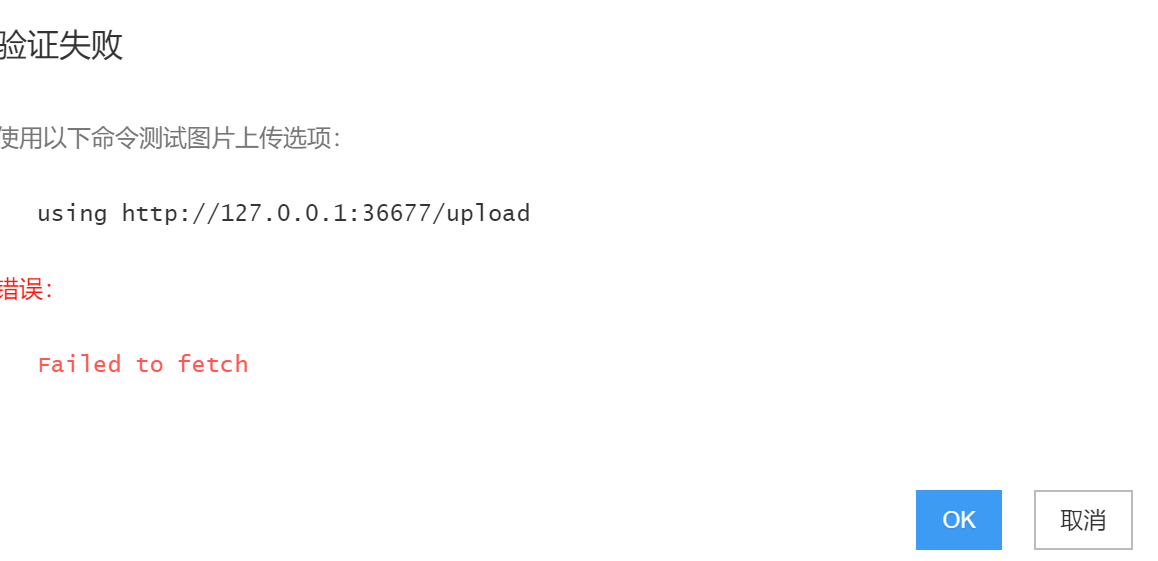 验证失败
使用以下命令测试图片上传选项：
using http://127.0.0.1:36677/upload
错误：
Failed to fetch
OK
取消